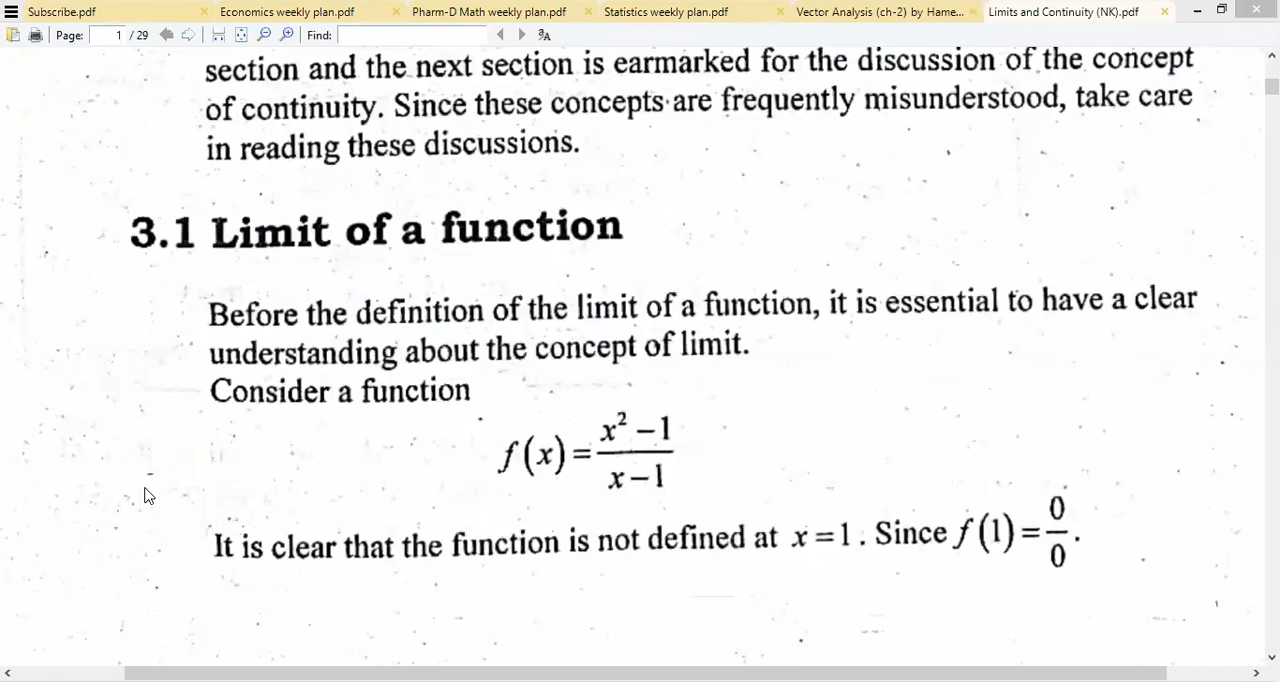 Subscribe.pdf
Economics weekly plan.pdf
Pharm-D Math weekly plan.pdf
Statistics weekly plan.pdf
Vector Analysis (ch-2) by Hame...
Limits and Continuity (NK).pdf
Page: 1 / 29 Find:
section and the next section is earmarked for the discussion of the concept
of continuity. Since these concepts are frequently misunderstood, take care
in reading these discussions.
3.1 Limit of a function
Before the definition of the limit of a function, it is essential to have a clear
understanding about the concept of limit.
Consider a function
f(x) = (x² − 1)/(x − 1)
It is clear that the function is not defined at x = 1. Since f(1) = 0/0.